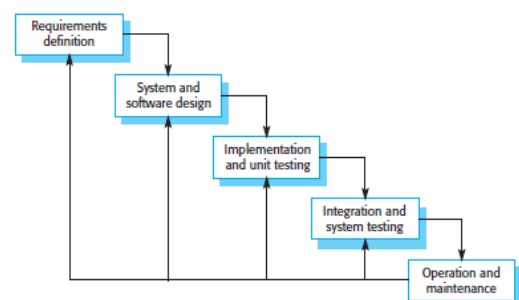 Requirements
definition
System and
software design
Implementation
and unit testing
Integration and
system testing
Operation and
maintenance